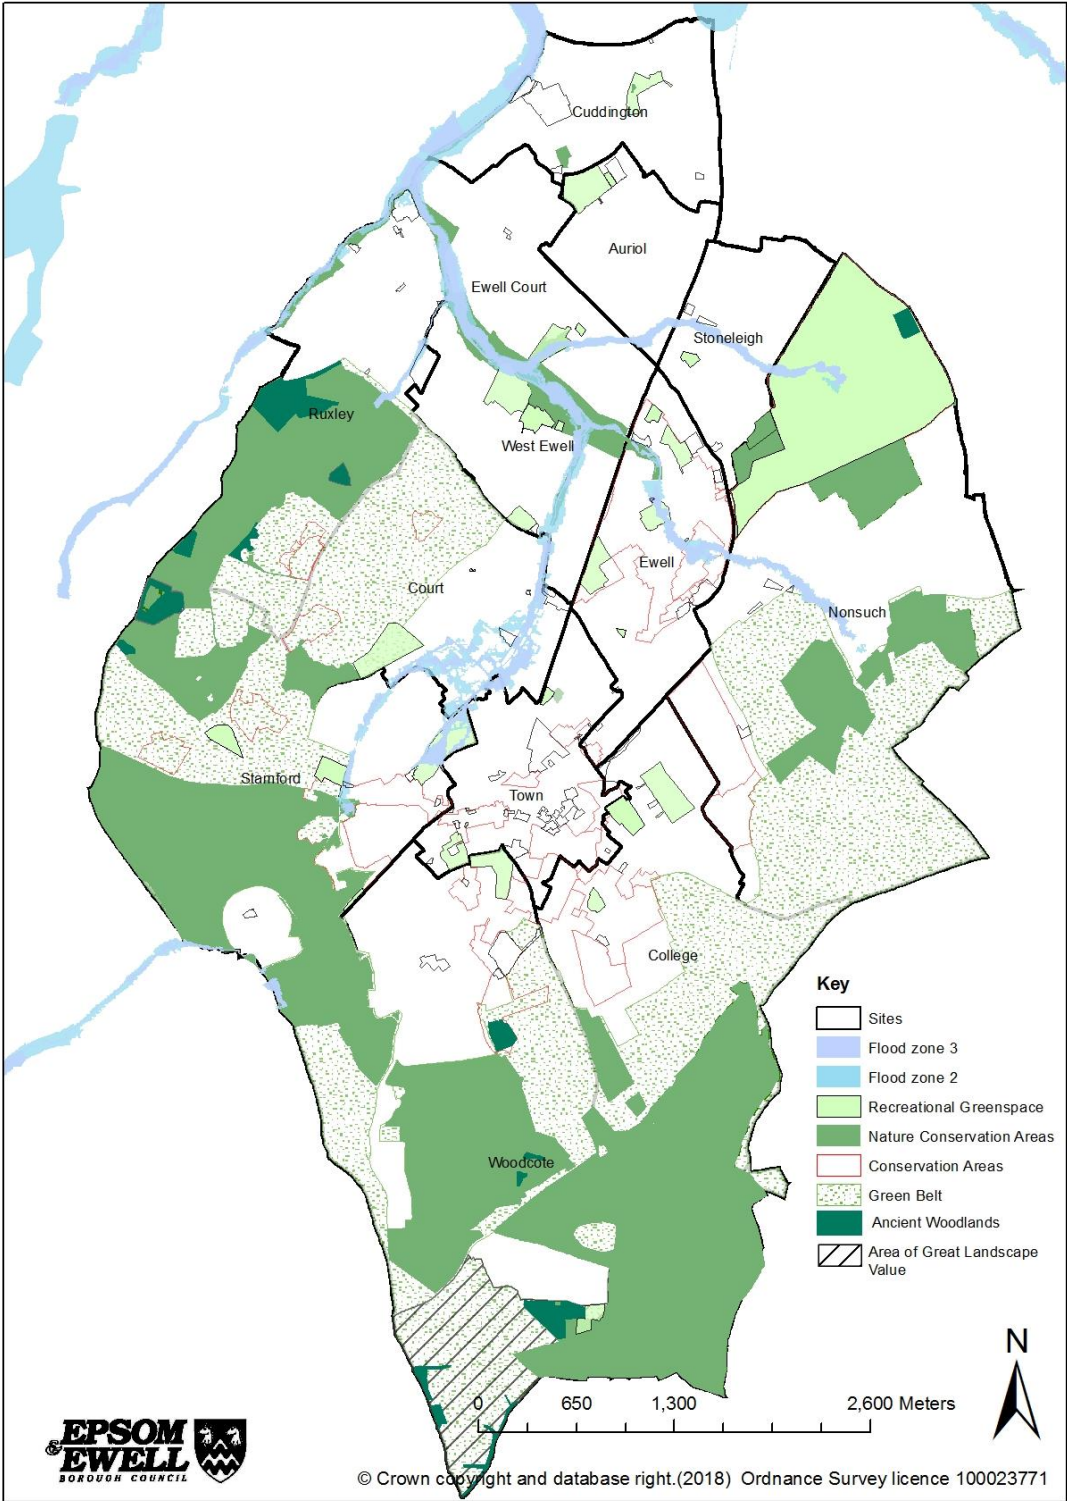 Cuddington
Auriol
Ewell Court
Stoneleigh
Ruxley
West Ewell
Ewell
Court
Nonsuch
Stamford
Town
College
Woodcote
Key
Sites
Flood zone 3
Flood zone 2
Recreational Greenspace
Nature Conservation Areas
Conservation Areas
Green Belt
Ancient Woodlands
Area of Great Landscape
Value
N
0 650 1,300 2,600 Meters
EPSOM
& EWELL
BOROUGH COUNCIL
© Crown copyright and database right.(2018) Ordnance Survey licence 100023771